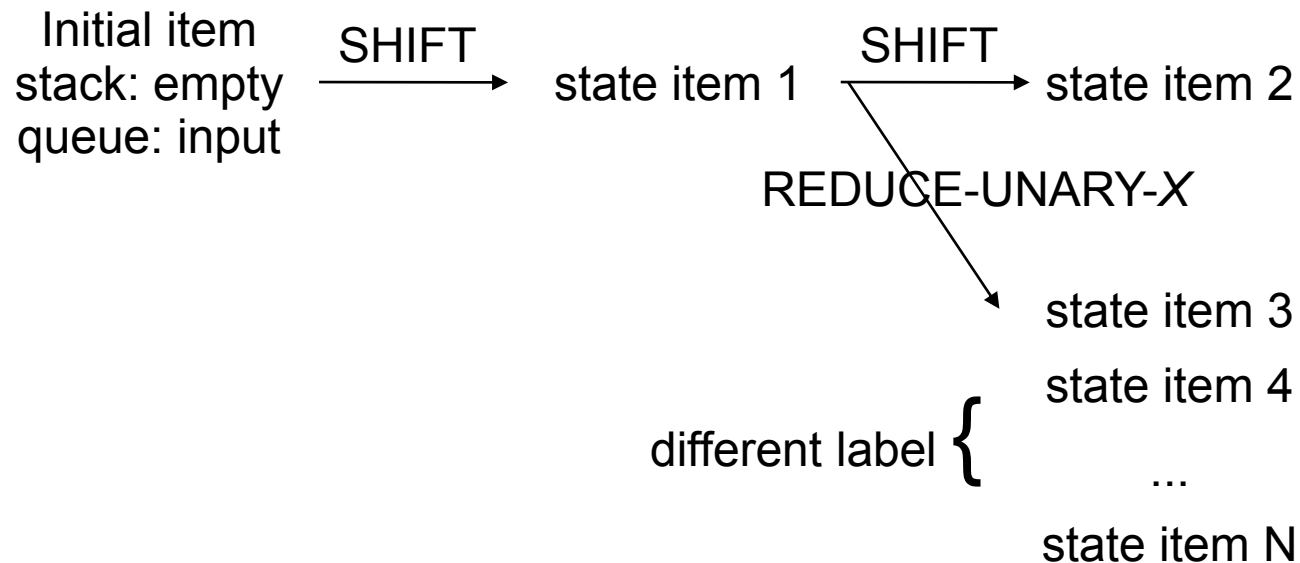 Initial item
stack: empty
queue: input
SHIFT
state item 1
SHIFT
state item 2
REDUCE-UNARY-X
state item 3
state item 4
different label {
...
state item N